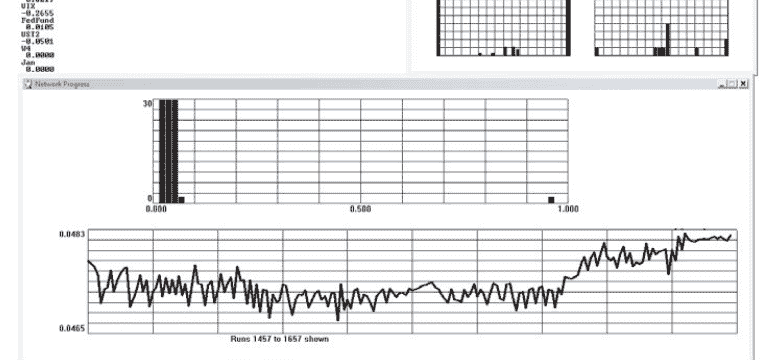 VIX
-0.2655
FedFund
0.0105
UST2
-0.0501
W4
0.0000
Jan
0.0000
Network Progress
30
0
0.000
0.500
1.000
0.0483
0.0465
Runs 1457 to 1657 shown